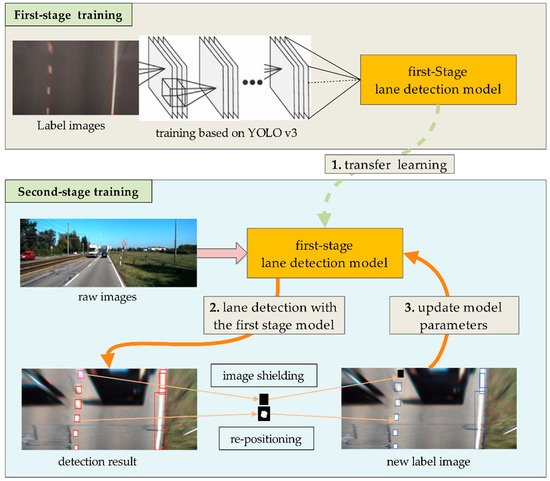 First-stage training
Label images
training based on YOLO v3
first-Stage
lane detection model
1. transfer learning
Second-stage training
raw images
first-stage
lane detection model
2. lane detection with
the first stage model
3. update model
parameters
image shielding
re-positioning
detection result
new label image